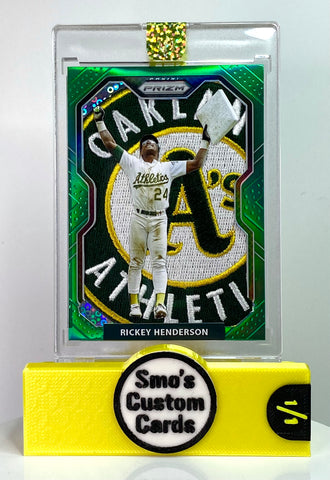 PANINI
PRIZM
OAKLAN
A's
Athletics
24
ATHLETI
RICKEY HENDERSON
Smo's
Custom
Cards
1/1